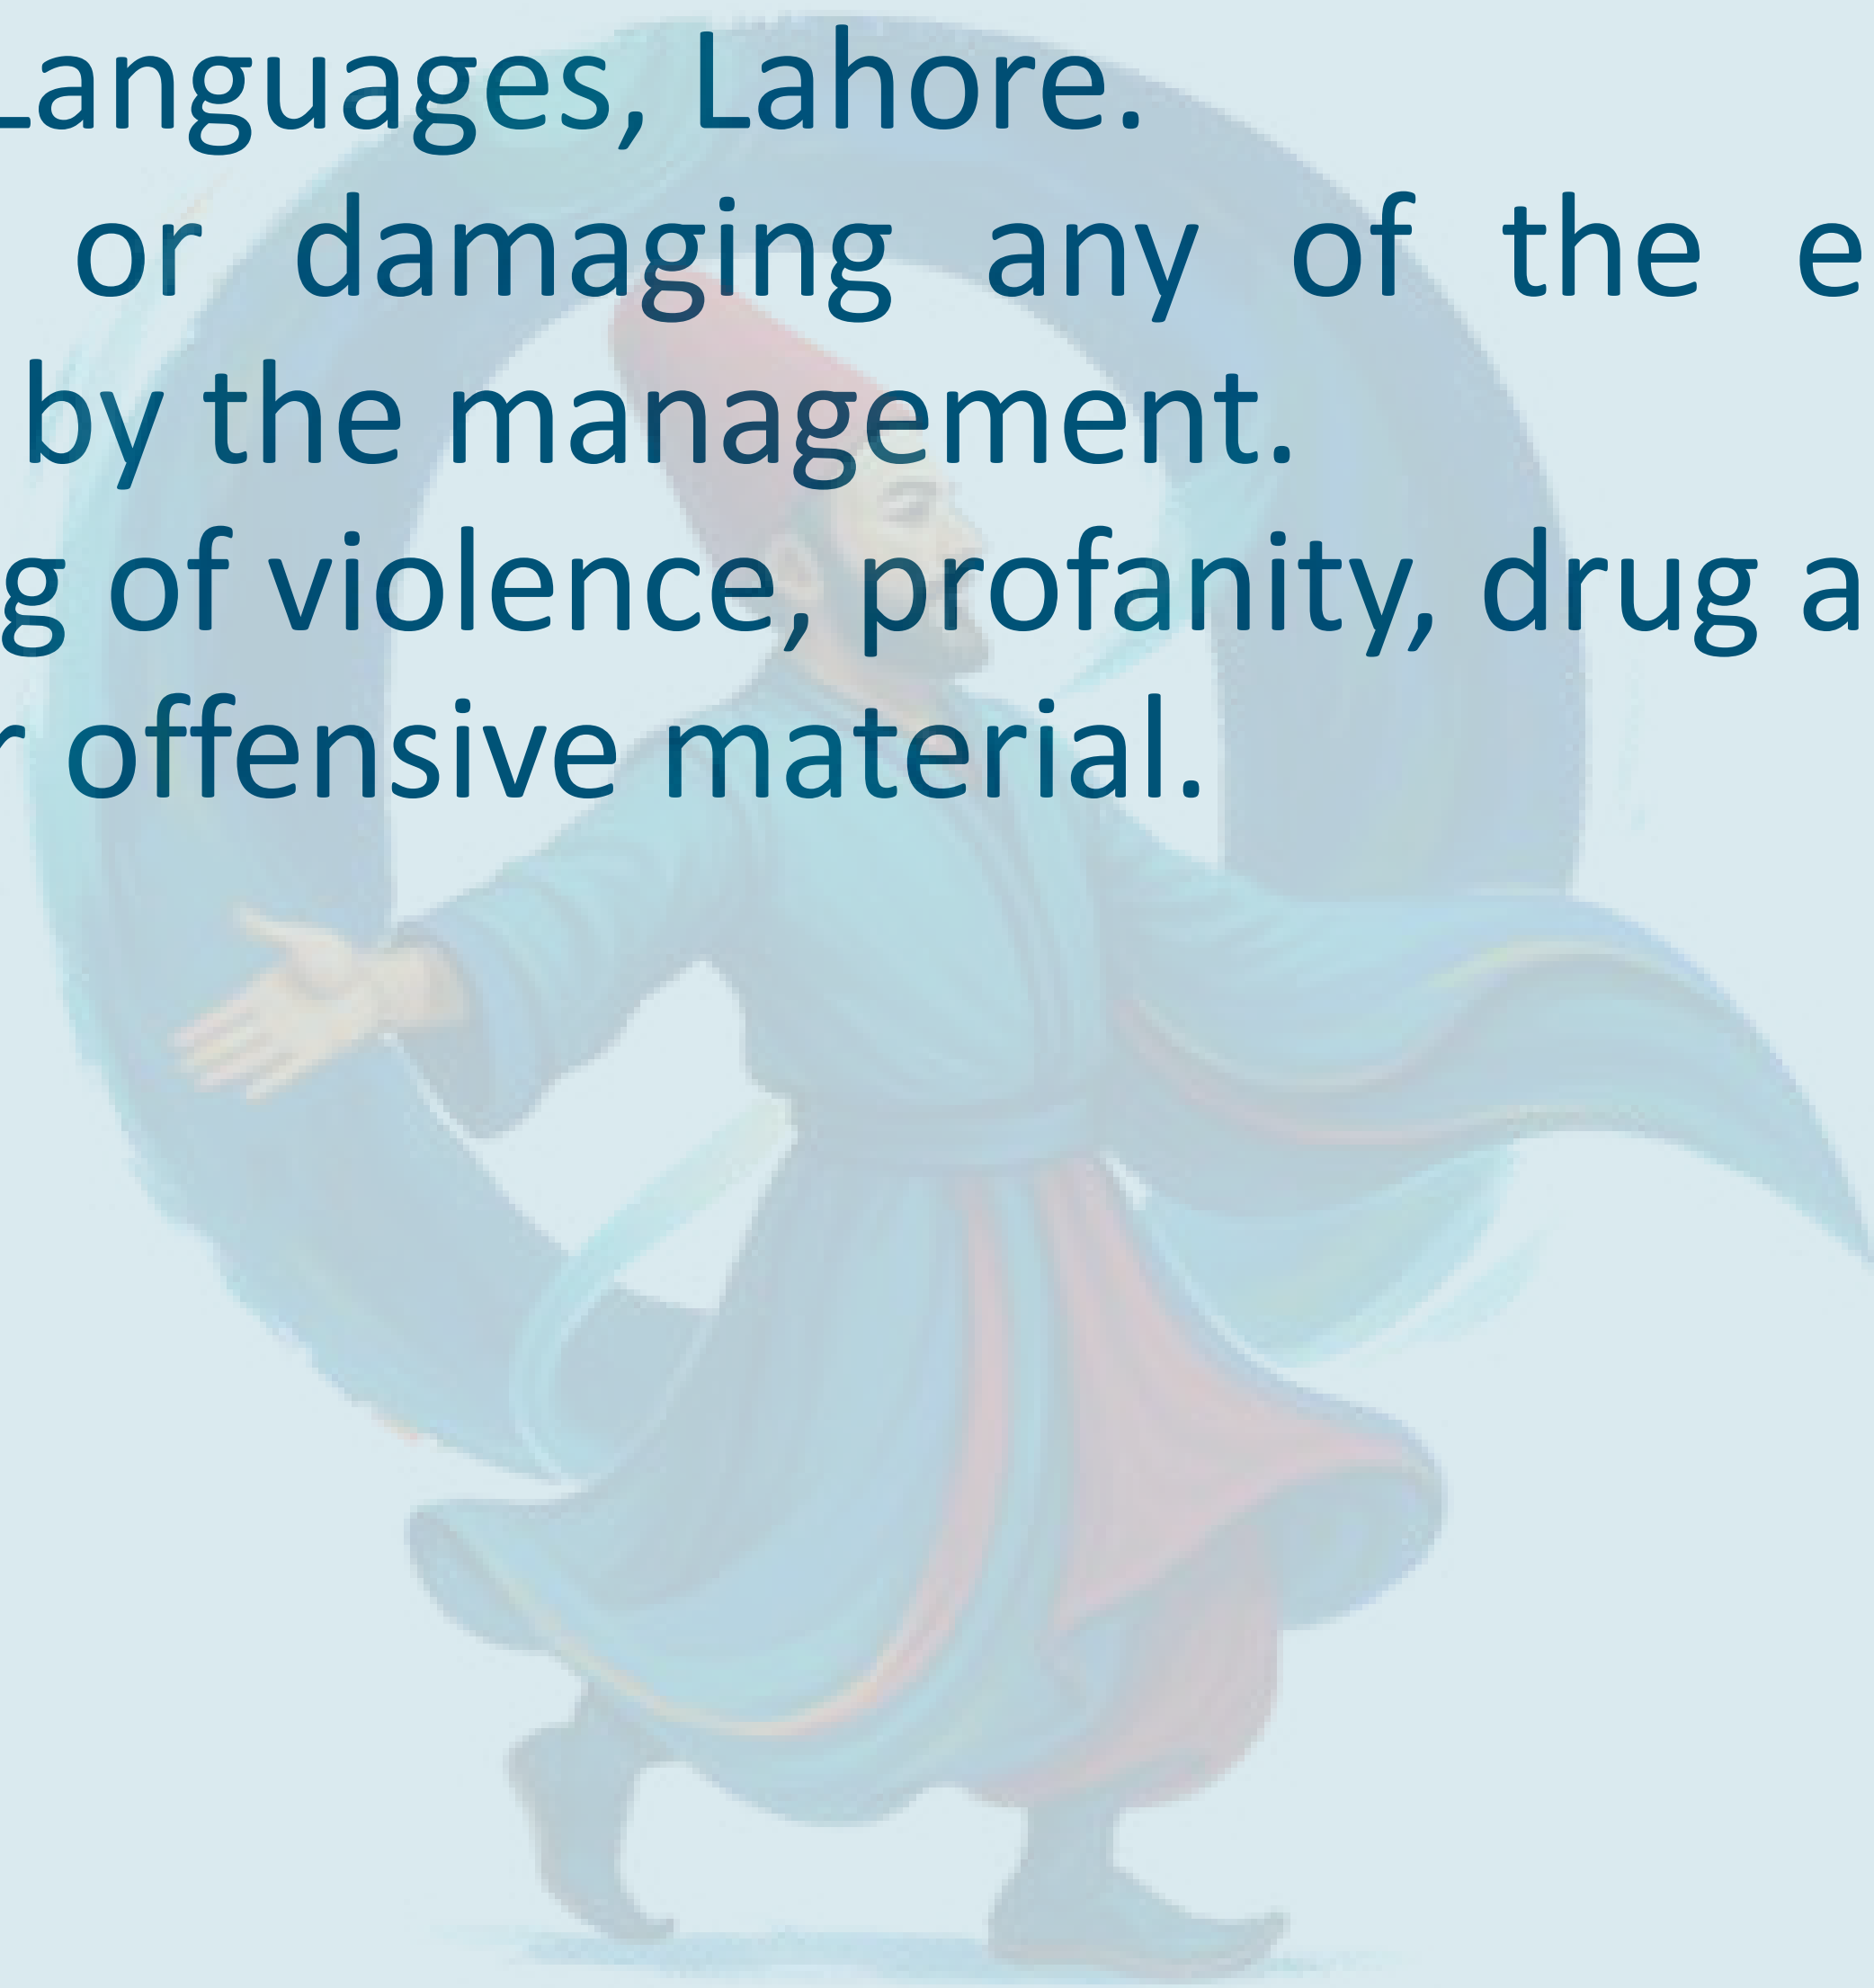 Languages, Lahore.
or damaging any of the e
by the management.
g of violence, profanity, drug a
r offensive material.